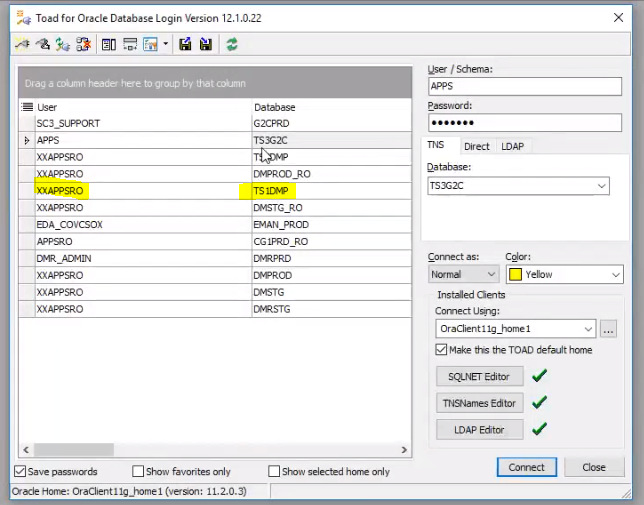 Toad for Oracle Database Login Version 12.1.0.22
Drag a column header here to group by that column
User Database
SC3_SUPPORT G2CPRD
APPS TS3G2C
XXAPPSRO
XXAPPSRO DMPROD_RO
XXAPPSRO TS1DMP
XXAPPSRO DMSTG_RO
EDA_COVCSOX EMAN_PROD
APPSRO CG1PRD_RO
DMR_ADMIN DMRPRD
XXAPPSRO DMPROD
XXAPPSRO DMSTG
XXAPPSRO DMRSTG
Save passwords Show favorites only Show selected home only
Oracle Home: OraClient11g_home1 (version: 11.2.0.3)
User / Schema:
APPS
Password:
TNS Direct LDAP
Database:
TS3G2C
Connect as: Color:
Normal Yellow
Installed Clients
Connect Using:
OraClient11g_home1 ...
Make this the TOAD default home
SQLNET Editor
TNSNames Editor
LDAP Editor
Connect Close